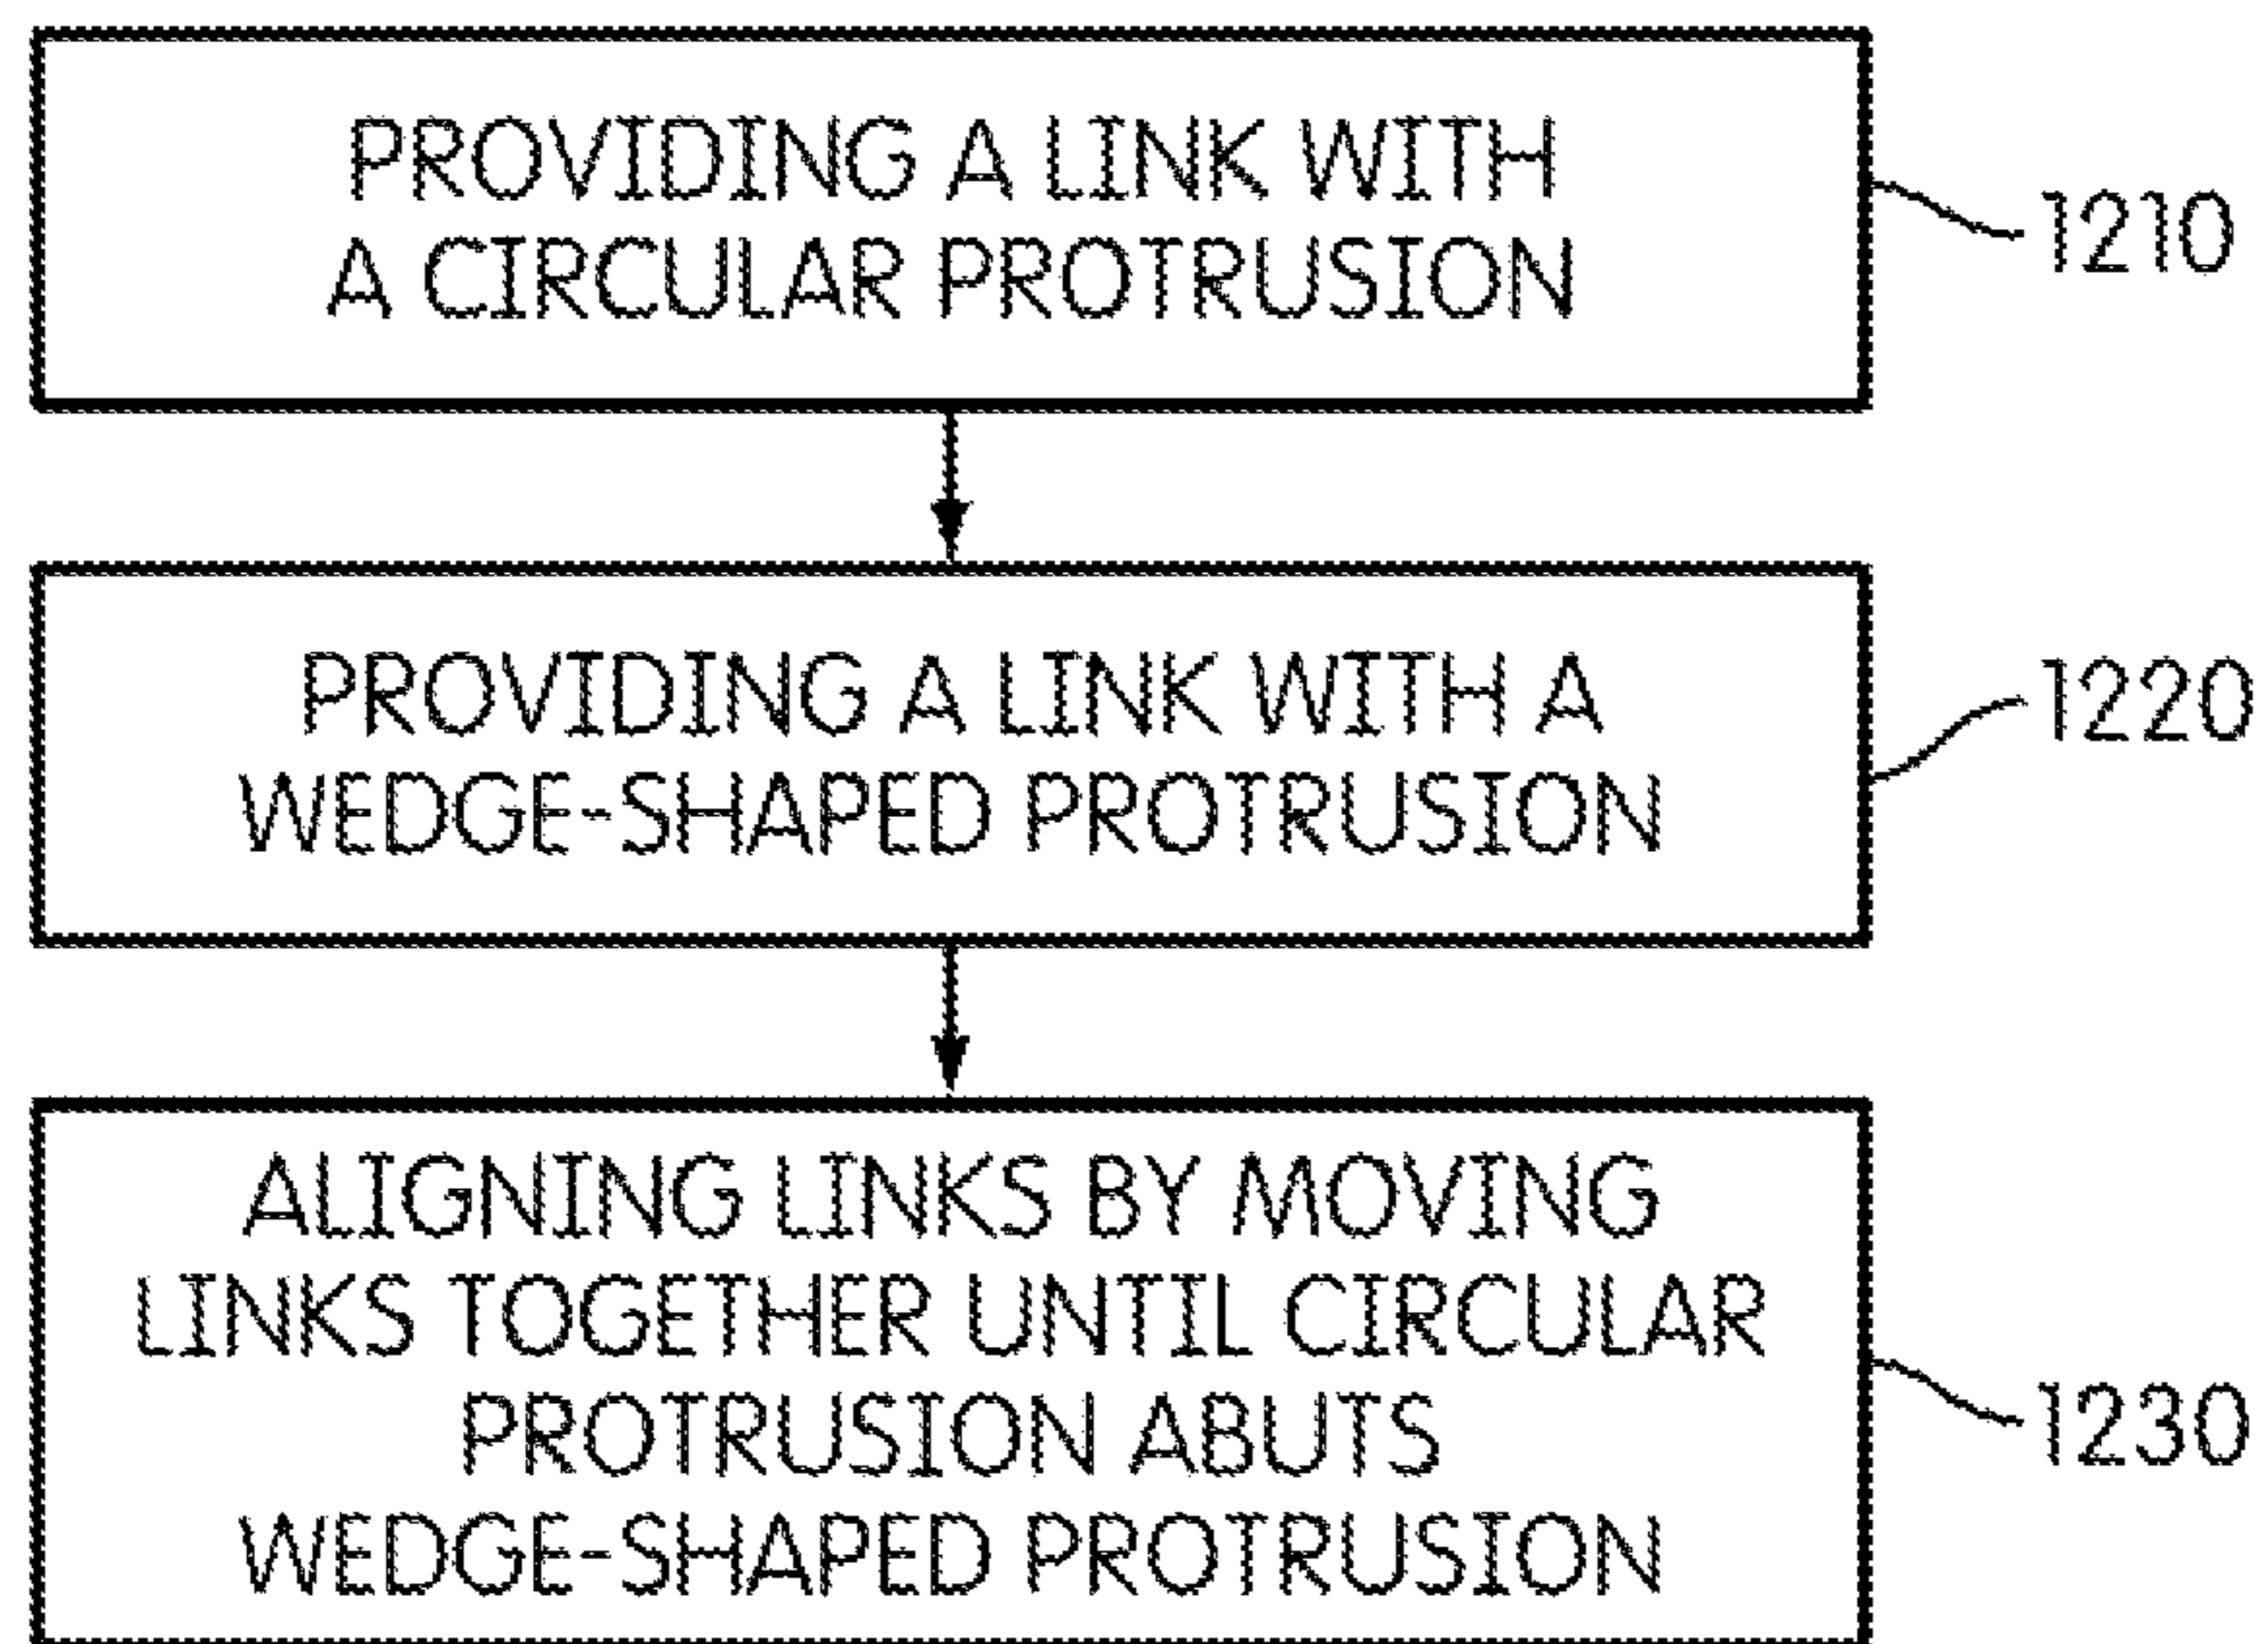 PROVIDING A LINK WITH
A CIRCULAR PROTRUSION
1210
PROVIDING A LINK WITH A
WEDGE-SHAPED PROTRUSION
1220
ALIGNING LINKS BY MOVING
LINKS TOGETHER UNTIL CIRCULAR
PROTRUSION ABUTS
WEDGE-SHAPED PROTRUSION
1230